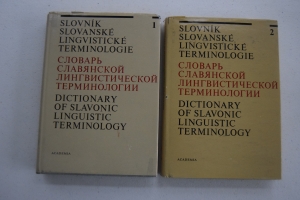 1
SLOVNÍK
SLOVANSKÉ
LINGVISTICKÉ
TERMINOLOGIE
СЛОВАРЬ
СЛАВЯНСКОЙ
ЛИНГВИСТИЧЕСКОЙ
ТЕРМИНОЛОГИИ
DICTIONARY
OF SLAVONIC
LINGUISTIC
TERMINOLOGY
ACADEMIA
2
SLOVNÍK
SLOVANSKÉ
LINGVISTICKÉ
TERMINOLOGIE
СЛОВАРЬ
СЛАВЯНСКОЙ
ЛИНГВИСТИЧЕСКОЙ
ТЕРМИНОЛОГИИ
DICTIONARY
OF SLAVONIC
LINGUISTIC
TERMINOLOGY
ACADEMIA